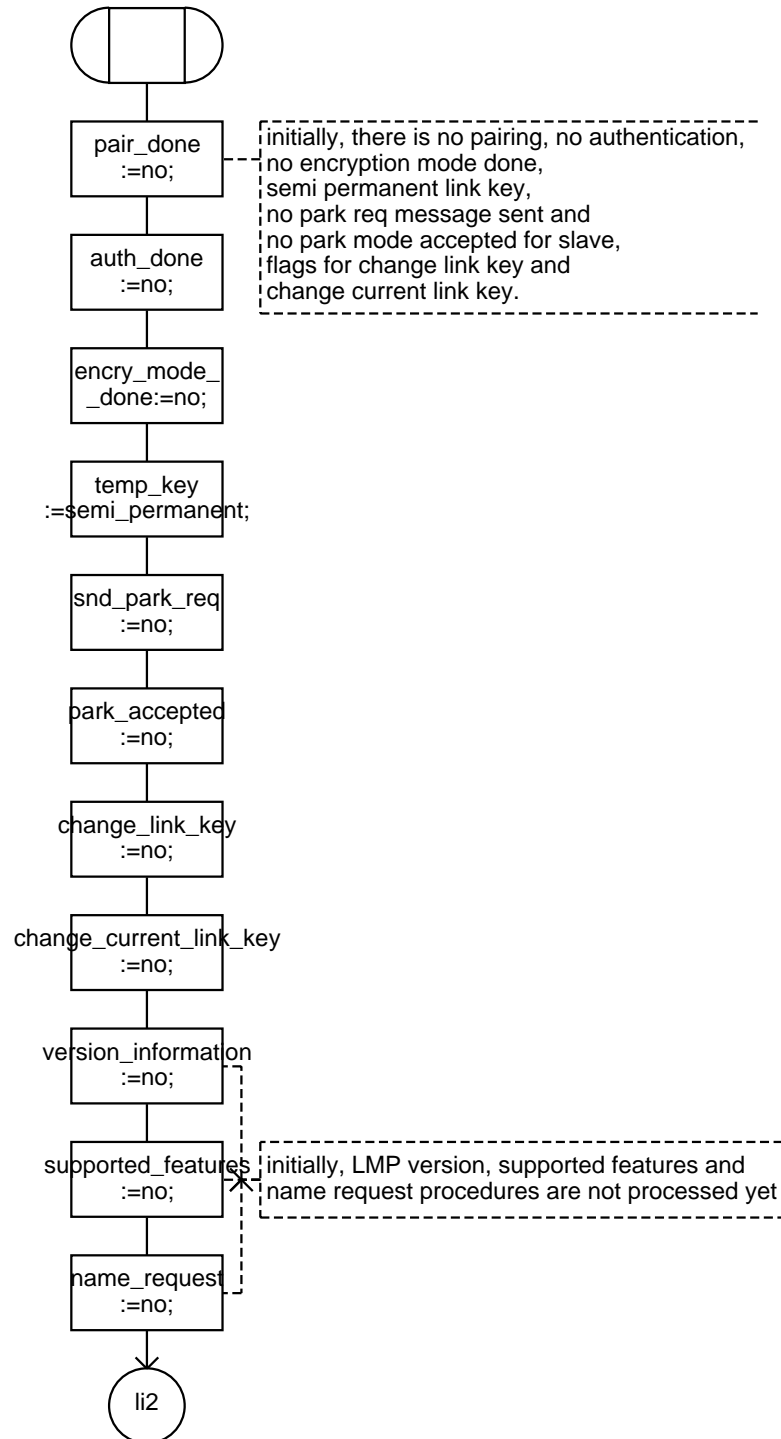 pair_done
:=no;
initially, there is no pairing, no authentication,
no encryption mode done,
semi permanent link key,
no park req message sent and
no park mode accepted for slave,
flags for change link key and
change current link key.
auth_done
:=no;
encry_mode_
_done:=no;
temp_key
:=semi_permanent;
snd_park_req
:=no;
park_accepted
:=no;
change_link_key
:=no;
change_current_link_key
:=no;
version_information
:=no;
supported_features
:=no;
initially, LMP version, supported features and
name request procedures are not processed yet
name_request
:=no;
li2